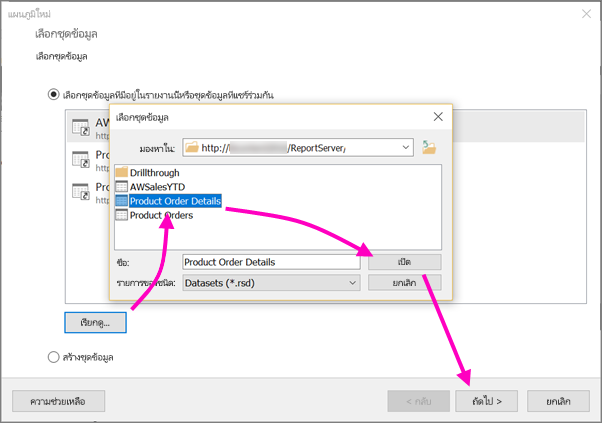 แผนภูมิใหม่
เลือกชุดข้อมูล
เลือกชุดข้อมูล
เลือกชุดข้อมูลที่มีอยู่ในรายงานนี้หรือชุดข้อมูลที่แชร์ร่วมกัน
AW
http
Pro
http
Pro
http
เลือกชุดข้อมูล
มองหาใน: http:// /ReportServer/
Drillthrough
AWSalesYTD
Product Order Details
Product Orders
ชื่อ: Product Order Details เปิด
รายการของชนิด: Datasets (*.rsd) ยกเลิก
เรียกดู...
สร้างชุดข้อมูล
ความช่วยเหลือ < กลับ ถัดไป > ยกเลิก